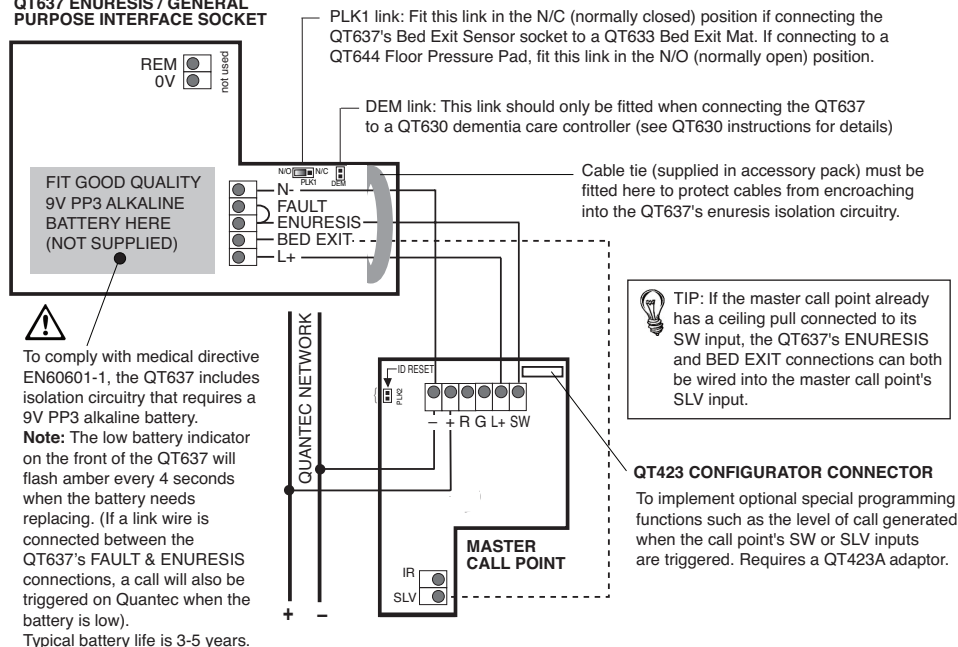 QT637 ENURESIS / GENERAL
PURPOSE INTERFACE SOCKET
PLK1 link: Fit this link in the N/C (normally closed) position if connecting the
QT637's Bed Exit Sensor socket to a QT633 Bed Exit Mat. If connecting to a
QT644 Floor Pressure Pad, fit this link in the N/O (normally open) position.
REM
0V
not used
DEM link: This link should only be fitted when connecting the QT637
to a QT630 dementia care controller (see QT630 instructions for details)
N/O
N/C
PLK1
DEM
Cable tie (supplied in accessory pack) must be
fitted here to protect cables from encroaching
into the QT637's enuresis isolation circuitry.
FIT GOOD QUALITY
9V PP3 ALKALINE
BATTERY HERE
(NOT SUPPLIED)
N-
FAULT
ENURESIS
BED EXIT
L+
To comply with medical directive
EN60601-1, the QT637 includes
isolation circuitry that requires a
9V PP3 alkaline battery.
Note: The low battery indicator
on the front of the QT637 will
flash amber every 4 seconds
when the battery needs
replacing. (If a link wire is
connected between the
QT637's FAULT & ENURESIS
connections, a call will also be
triggered on Quantec when the
battery is low).
Typical battery life is 3-5 years.
QUANTEC NETWORK
+ –
ID RESET
PLK2
– + R G L+ SW
MASTER
CALL POINT
IR
SLV
TIP: If the master call point already
has a ceiling pull connected to its
SW input, the QT637's ENURESIS
and BED EXIT connections can both
be wired into the master call point's
SLV input.
QT423 CONFIGURATOR CONNECTOR
To implement optional special programming
functions such as the level of call generated
when the call point's SW or SLV inputs
are triggered. Requires a QT423A adaptor.